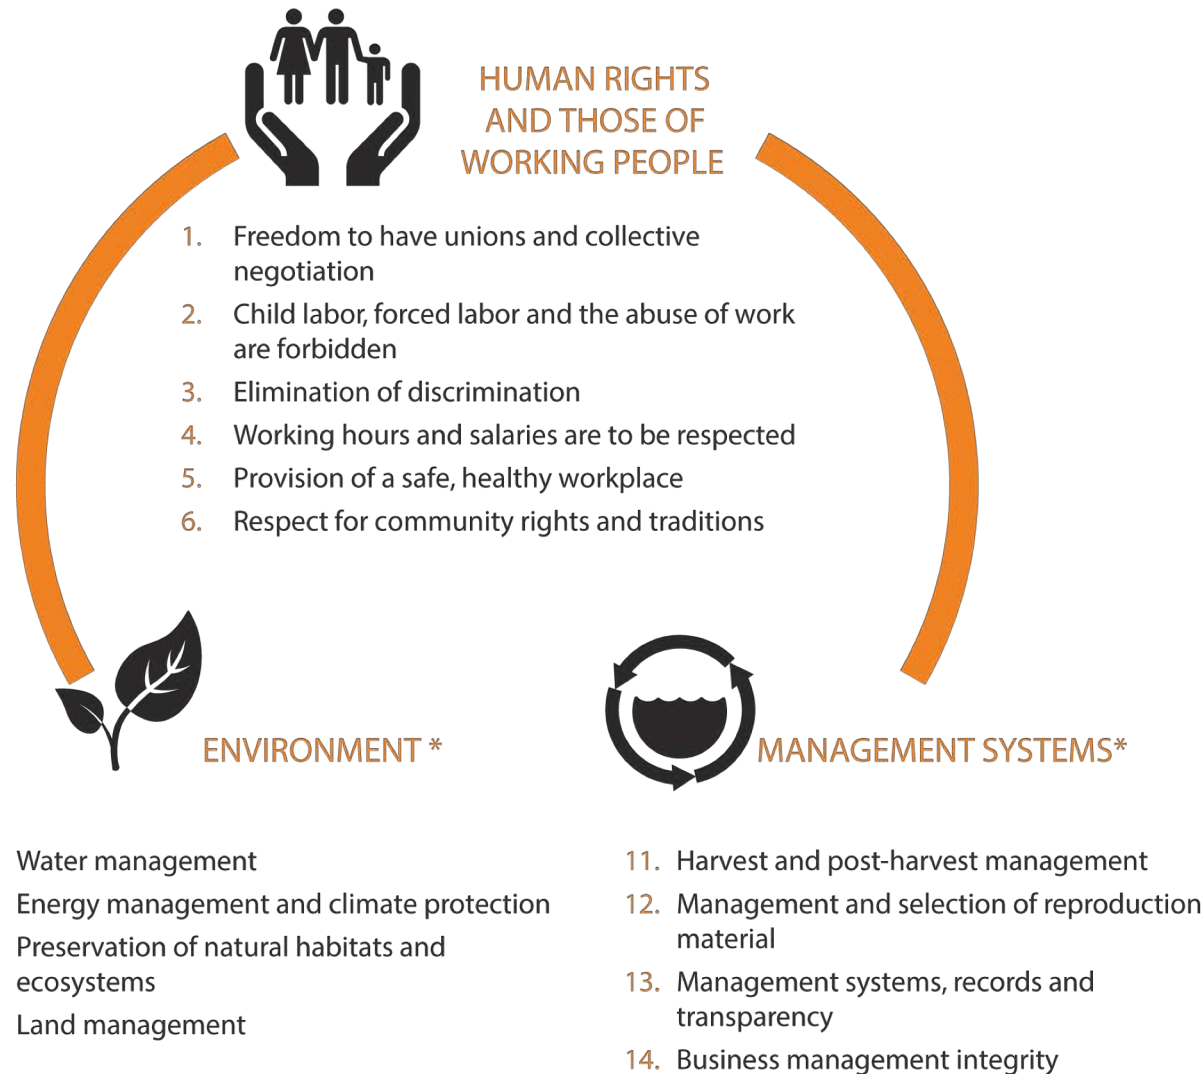 HUMAN RIGHTS
AND THOSE OF
WORKING PEOPLE
1. Freedom to have unions and collective
negotiation
2. Child labor, forced labor and the abuse of work
are forbidden
3. Elimination of discrimination
4. Working hours and salaries are to be respected
5. Provision of a safe, healthy workplace
6. Respect for community rights and traditions
ENVIRONMENT *
Water management
Energy management and climate protection
Preservation of natural habitats and
ecosystems
Land management
MANAGEMENT SYSTEMS*
11. Harvest and post-harvest management
12. Management and selection of reproduction
material
13. Management systems, records and
transparency
14. Business management integrity